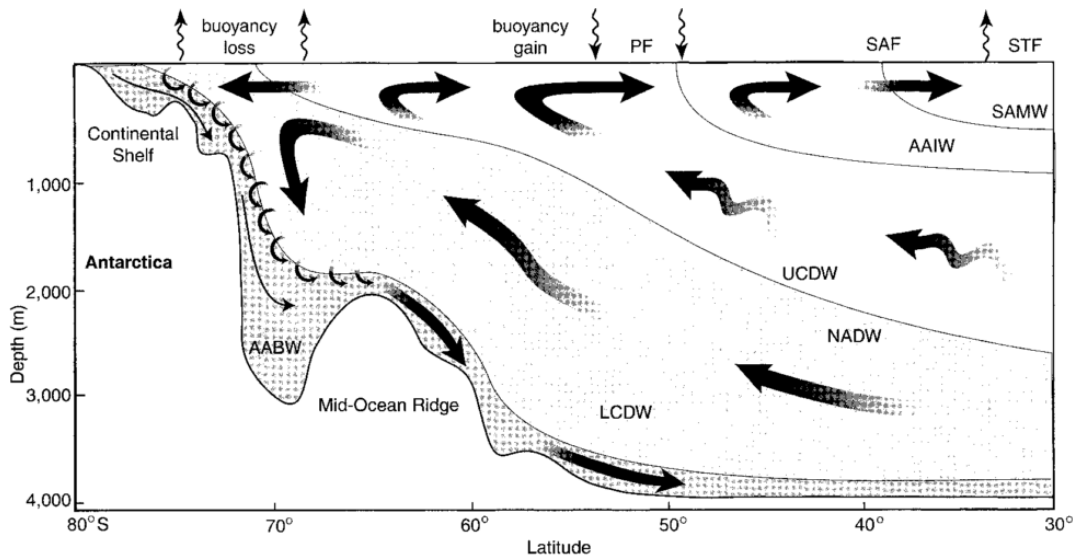 buoyancy
loss
buoyancy
gain
PF
SAF
STF
SAMW
AAIW
Continental
Shelf
1,000
Antarctica
UCDW
2,000
NADW
AABW
3,000
Mid-Ocean Ridge
LCDW
4,000
Depth (m)
80°S
70°
60°
50°
40°
30°
Latitude